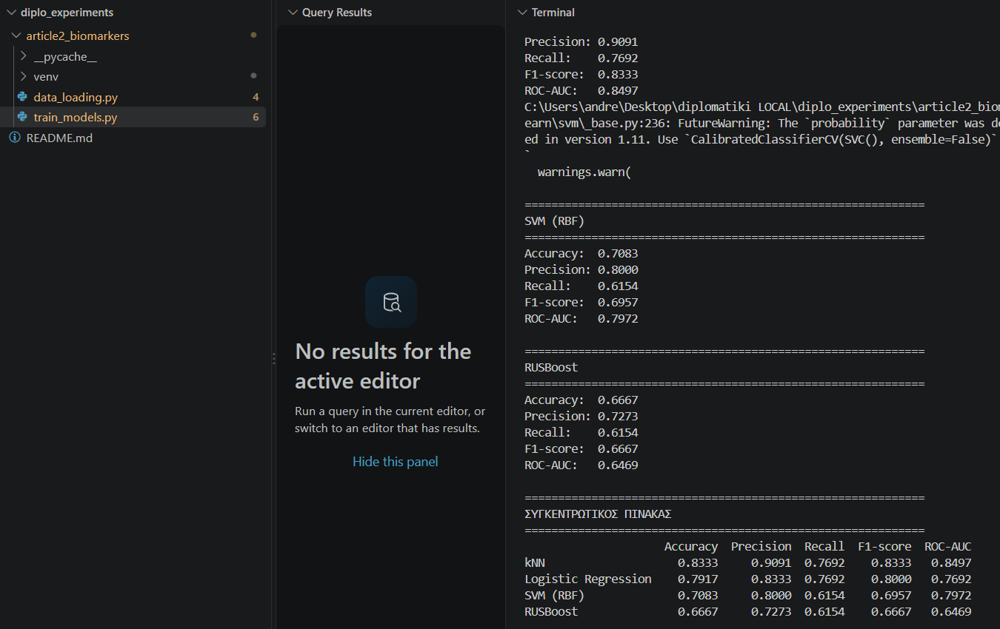 diplo_experiments
article2_biomarkers
__pycache__
venv
data_loading.py 4
train_models.py 6
README.md
Query Results
No results for the
active editor
Run a query in the current editor, or
switch to an editor that has results.
Hide this panel
Terminal
Precision: 0.9091
Recall: 0.7692
F1-score: 0.8333
ROC-AUC: 0.8497
C:\Users\andre\Desktop\diplomatiki LOCAL\diplo_experiments\article2_bio
earn\svm\_base.py:236: FutureWarning: The `probability` parameter was d
ed in version 1.11. Use `CalibratedClassifierCV(SVC(), ensemble=False)`
`
warnings.warn(
============================================================
SVM (RBF)
============================================================
Accuracy: 0.7083
Precision: 0.8000
Recall: 0.6154
F1-score: 0.6957
ROC-AUC: 0.7972
============================================================
RUSBoost
============================================================
Accuracy: 0.6667
Precision: 0.7273
Recall: 0.6154
F1-score: 0.6667
ROC-AUC: 0.6469
============================================================
ΣΥΓΚΕΝΤΡΩΤΙΚΟΣ ΠΙΝΑΚΑΣ
============================================================
Accuracy Precision Recall F1-score ROC-AUC
kNN 0.8333 0.9091 0.7692 0.8333 0.8497
Logistic Regression 0.7917 0.8333 0.7692 0.8000 0.7692
SVM (RBF) 0.7083 0.8000 0.6154 0.6957 0.7972
RUSBoost 0.6667 0.7273 0.6154 0.6667 0.6469